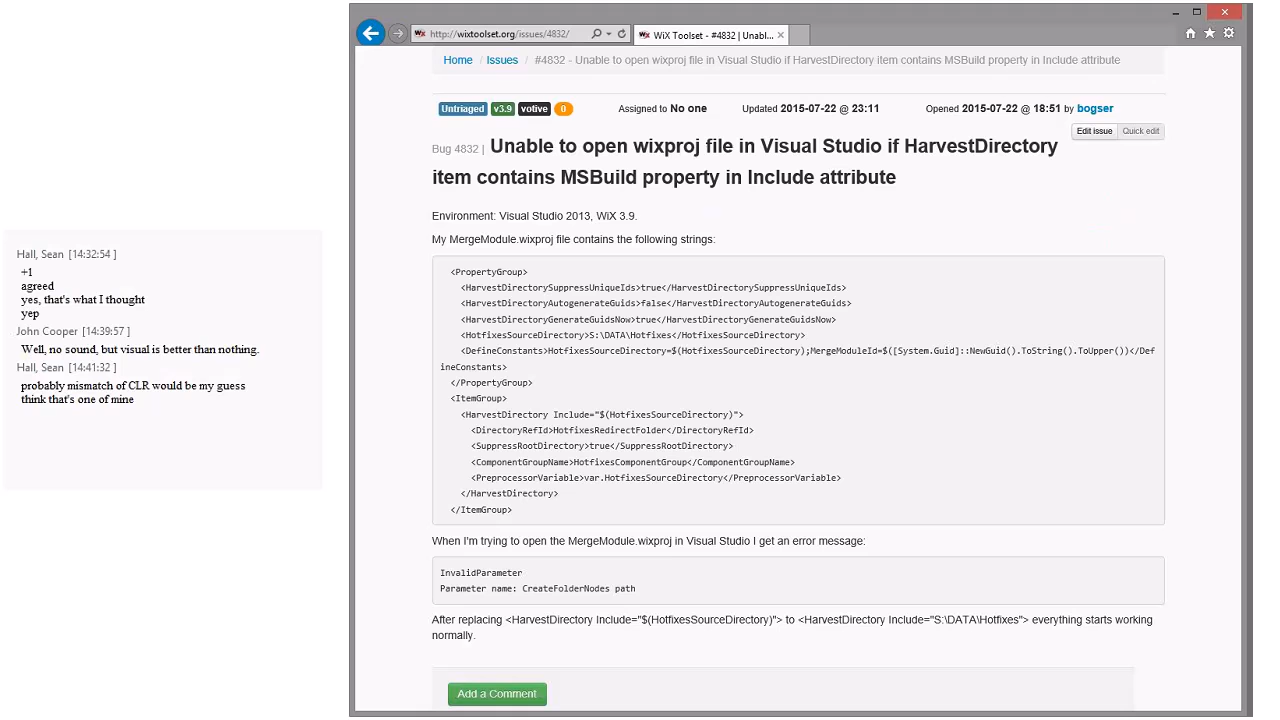 Hall, Sean [14:32:54 ]
+1
agreed
yes, that's what I thought
yep
John Cooper [14:39:57 ]
Well, no sound, but visual is better than nothing.
Hall, Sean [14:41:32 ]
probably mismatch of CLR would be my guess
think that's one of mine
http://wixtoolset.org/issues/4832/
WiX Toolset - #4832 | Unabl...
Home / Issues / #4832 - Unable to open wixproj file in Visual Studio if HarvestDirectory item contains MSBuild property in Include attribute
Untriaged v3.9 votive 0 Assigned to No one Updated 2015-07-22 @ 23:11 Opened 2015-07-22 @ 18:51 by bogser
Edit issue Quick edit
Bug 4832 | Unable to open wixproj file in Visual Studio if HarvestDirectory
item contains MSBuild property in Include attribute
Environment: Visual Studio 2013, WiX 3.9.
My MergeModule.wixproj file contains the following strings:
<PropertyGroup>
<HarvestDirectorySuppressUniqueIds>true</HarvestDirectorySuppressUniqueIds>
<HarvestDirectoryAutogenerateGuids>false</HarvestDirectoryAutogenerateGuids>
<HarvestDirectoryGenerateGuidsNow>true</HarvestDirectoryGenerateGuidsNow>
<HotfixesSourceDirectory>S:\DATA\Hotfixes</HotfixesSourceDirectory>
<DefineConstants>HotfixesSourceDirectory=$(HotfixesSourceDirectory);MergeModuleId=$([System.Guid]::NewGuid().ToString().ToUpper())</Def
ineConstants>
</PropertyGroup>
<ItemGroup>
<HarvestDirectory Include="$(HotfixesSourceDirectory)">
<DirectoryRefId>HotfixesRedirectFolder</DirectoryRefId>
<SuppressRootDirectory>true</SuppressRootDirectory>
<ComponentGroupName>HotfixesComponentGroup</ComponentGroupName>
<PreprocessorVariable>var.HotfixesSourceDirectory</PreprocessorVariable>
</HarvestDirectory>
</ItemGroup>
When I'm trying to open the MergeModule.wixproj in Visual Studio I get an error message:
InvalidParameter
Parameter name: CreateFolderNodes path
After replacing <HarvestDirectory Include="$(HotfixesSourceDirectory)"> to <HarvestDirectory Include="S:\DATA\Hotfixes"> everything starts working
normally.
Add a Comment